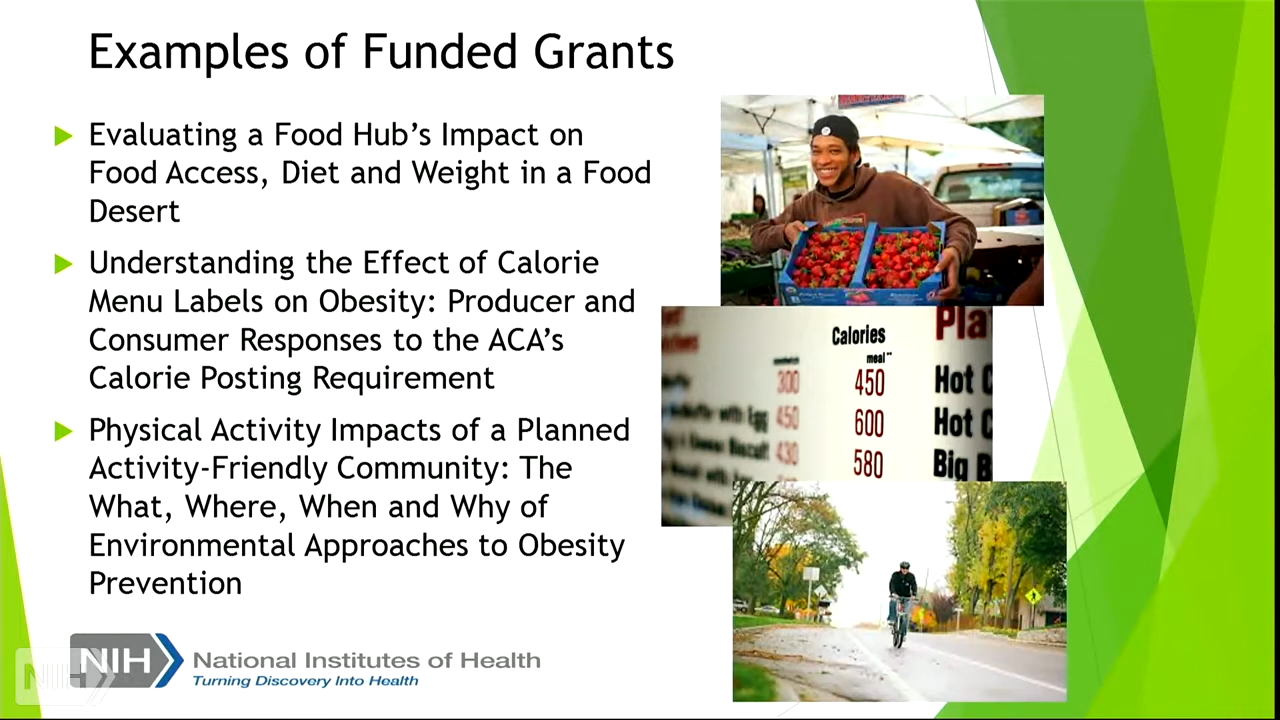 Examples of Funded Grants
Evaluating a Food Hub's Impact on
Food Access, Diet and Weight in a Food
Desert
Understanding the Effect of Calorie
Menu Labels on Obesity: Producer and
Consumer Responses to the ACA's
Calorie Posting Requirement
Physical Activity Impacts of a Planned
Activity-Friendly Community: The
What, Where, When and Why of
Environmental Approaches to Obesity
Prevention
Calories
meal**
300 450 Hot
450 600 Hot
430 580 Big
with Egg
NIH National Institutes of Health
Turning Discovery Into Health
NIH